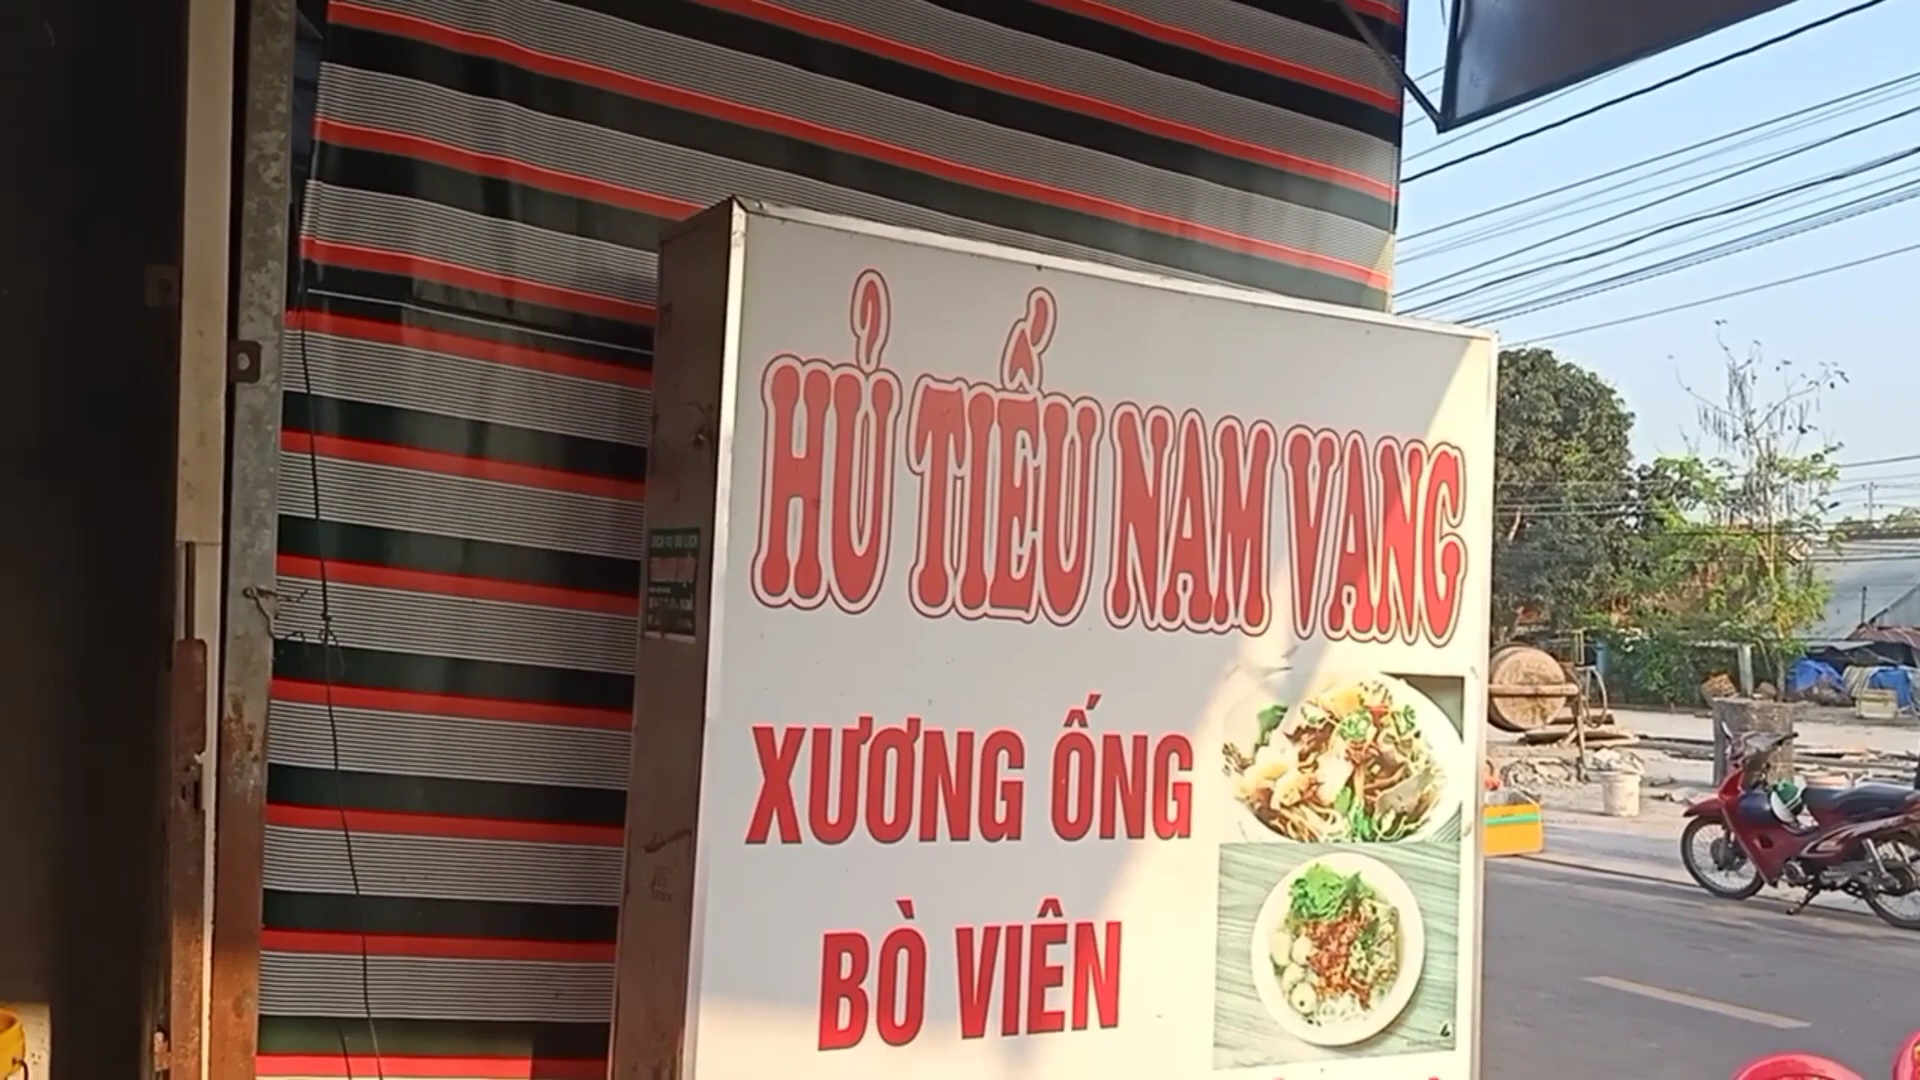 HỦ TIẾU NAM VANG
XƯƠNG ỐNG
BÒ VIÊN